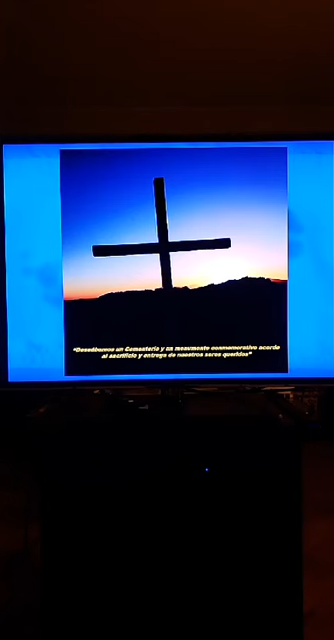 "Deseábamos un Cementerio y un monumento conmemorativo acorde
al sacrificio y entrega de nuestros seres queridos"